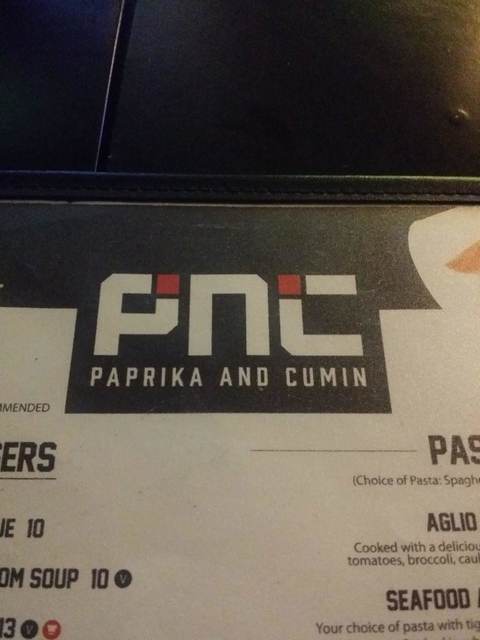 PNC
PAPRIKA AND CUMIN
MMENDED
ERS
UE 10
OM SOUP 10 V
13 V
PAS
(Choice of Pasta: Spaghe
AGLIO
Cooked with a deliciou
tomatoes, broccoli, caul
SEAFOOD A
Your choice of pasta with tig